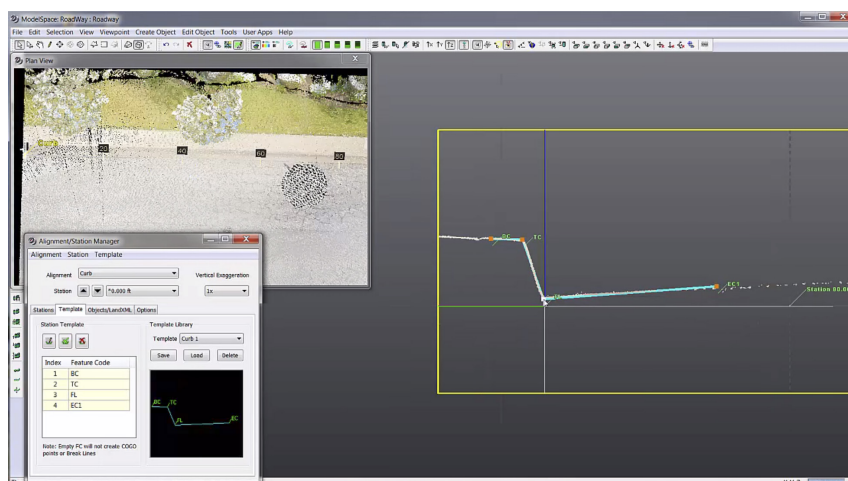 ModelSpace: RoadWay : Roadway
File Edit Selection View Viewpoint Create Object Edit Object Tools User Apps Help
Plan View
20 40 60 80
Alignment/Station Manager
Alignment Station Template
Alignment Curb Vertical Exaggeration
Station *0.000 ft 1x
Stations Template Objects/LandXML Options
Station Template Template Library
Template Curb 1
Save Load Delete
Index Feature Code
1 BC
2 TC
3 FL
4 EC1
BC TC
FL EC
Note: Empty FC will not create COGO
points or Break Lines
BC TC
EC1
Station 00.00